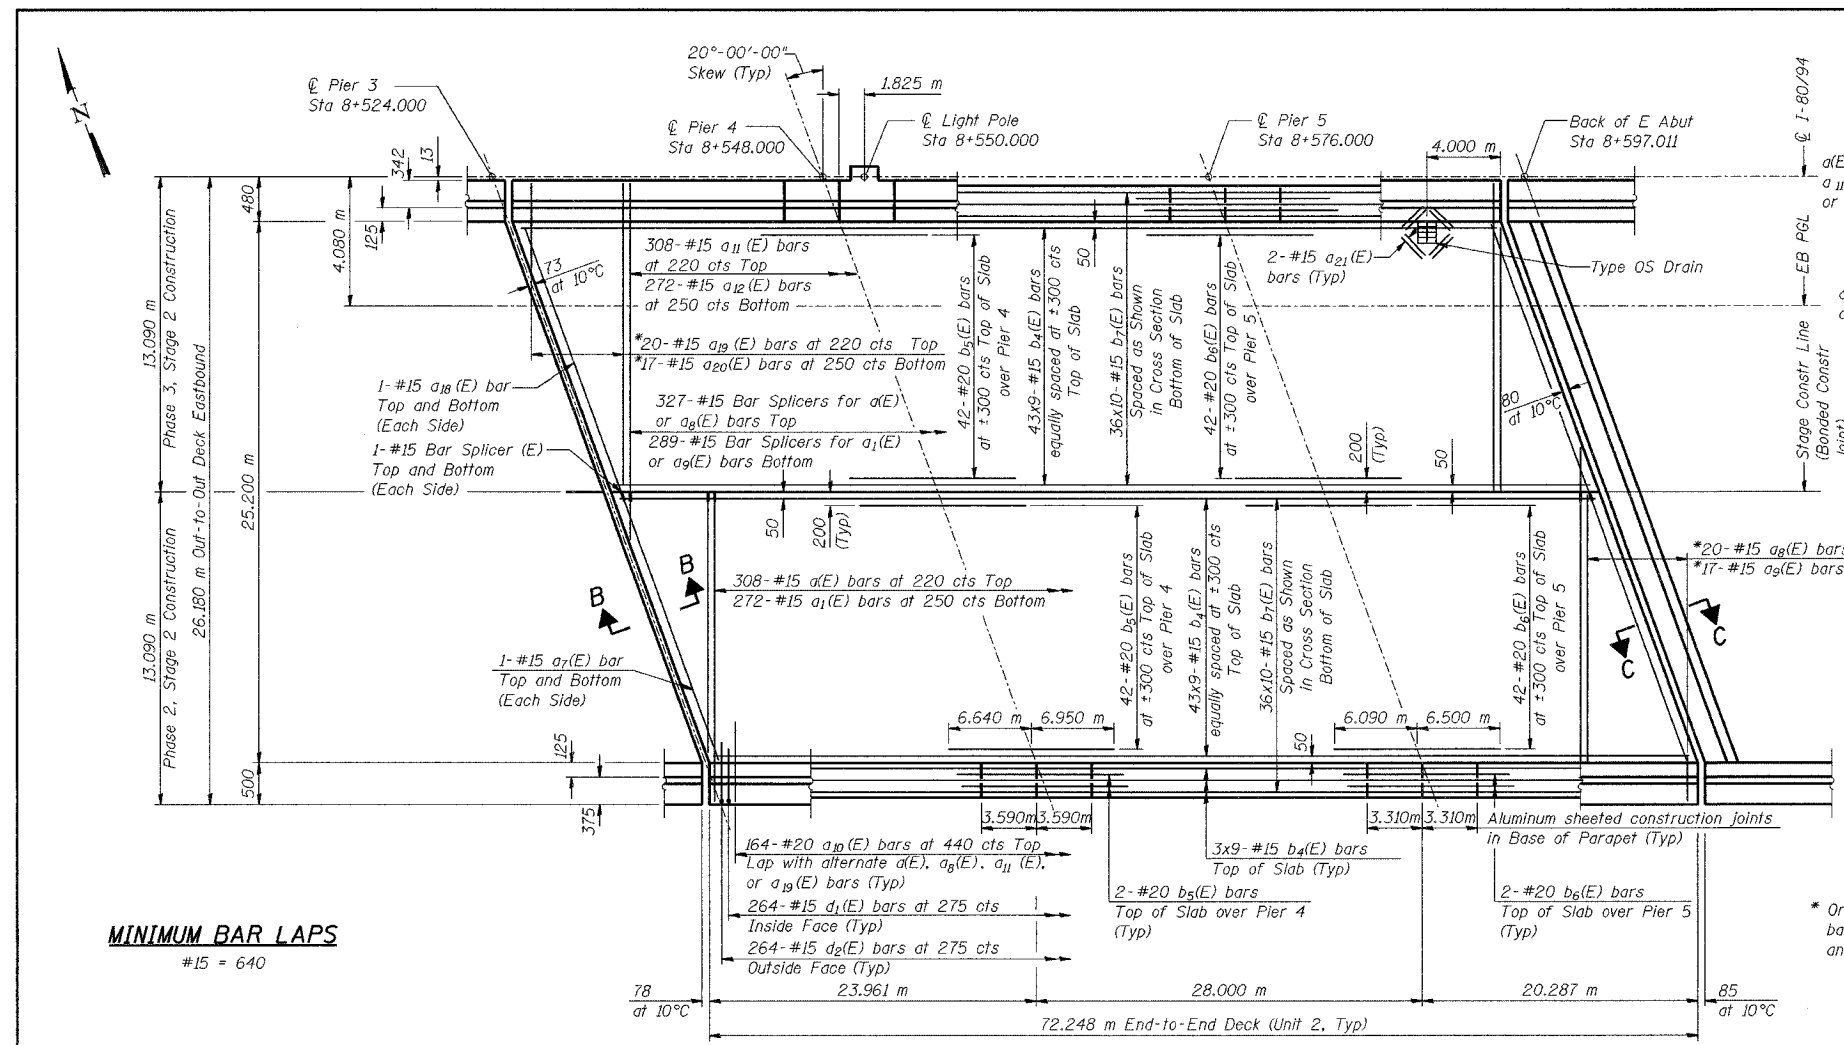 N
℄ Pier 3
Sta 8+524.000
20°-00'-00"
Skew (Typ)
1.825 m
℄ Pier 4
Sta 8+548.000
℄ Light Pole
Sta 8+550.000
℄ Pier 5
Sta 8+576.000
Back of E Abut
Sta 8+597.011
4.000 m
℄ I-80/94
a(E
a11
or
EB PGL
Stage Constr Line
(Bonded Constr
Joint)
342
13
480
125
4.080 m
13.090 m
Phase 3, Stage 2 Construction
26.180 m Out-to-Out Deck Eastbound
25.200 m
13.090 m
Phase 2, Stage 2 Construction
500
125
375
73
at 10°C
308-#15 a11(E) bars
at 220 cts Top
272-#15 a12(E) bars
at 250 cts Bottom
*20-#15 a19(E) bars at 220 cts Top
*17-#15 a20(E) bars at 250 cts Bottom
1-#15 a18(E) bar
Top and Bottom
(Each Side)
327-#15 Bar Splicers for a(E)
or a8(E) bars Top
289-#15 Bar Splicers for a1(E)
or a9(E) bars Bottom
1-#15 Bar Splicer (E)
Top and Bottom
(Each Side)
42-#20 b5(E) bars
at ±300 cts Top of Slab
over Pier 4
43x9-#15 b4(E) bars
equally spaced at ±300 cts
Top of Slab
50
36x10-#15 b7(E) bars
Spaced as Shown
in Cross Section
Bottom of Slab
42-#20 b6(E) bars
at ±300 cts Top of Slab
over Pier 5
2-#15 a21(E)
bars (Typ)
Type OS Drain
80
at 10°C
200
(Typ)
50
50
200
(Typ)
B
B
308-#15 a(E) bars at 220 cts Top
272-#15 a1(E) bars at 250 cts Bottom
42-#20 b5(E) bars
at ±300 cts Top of Slab
over Pier 4
43x9-#15 b4(E) bars
equally spaced at ±300 cts
Top of Slab
36x10-#15 b7(E) bars
Spaced as Shown
in Cross Section
Bottom of Slab
42-#20 b6(E) bars
at ±300 cts Top of Slab
over Pier 5
*20-#15 a8(E) bars
*17-#15 a9(E) bars
C
C
1-#15 a7(E) bar
Top and Bottom
(Each Side)
6.640 m
6.950 m
6.090 m
6.500 m
50
3.590m
3.590m
3.310m
3.310m
Aluminum sheeted construction joints
in Base of Parapet (Typ)
164-#20 a10(E) bars at 440 cts Top
Lap with alternate a(E), a8(E), a11(E),
or a19(E) bars (Typ)
3x9-#15 b4(E) bars
Top of Slab (Typ)
2-#20 b5(E) bars
Top of Slab over Pier 4
(Typ)
2-#20 b6(E) bars
Top of Slab over Pier 5
(Typ)
264-#15 d1(E) bars at 275 cts
Inside Face (Typ)
264-#15 d2(E) bars at 275 cts
Outside Face (Typ)
* Or
ba
an
MINIMUM BAR LAPS
#15 = 640
78
at 10°C
23.961 m
28.000 m
20.287 m
85
at 10°C
72.248 m End-to-End Deck (Unit 2, Typ)